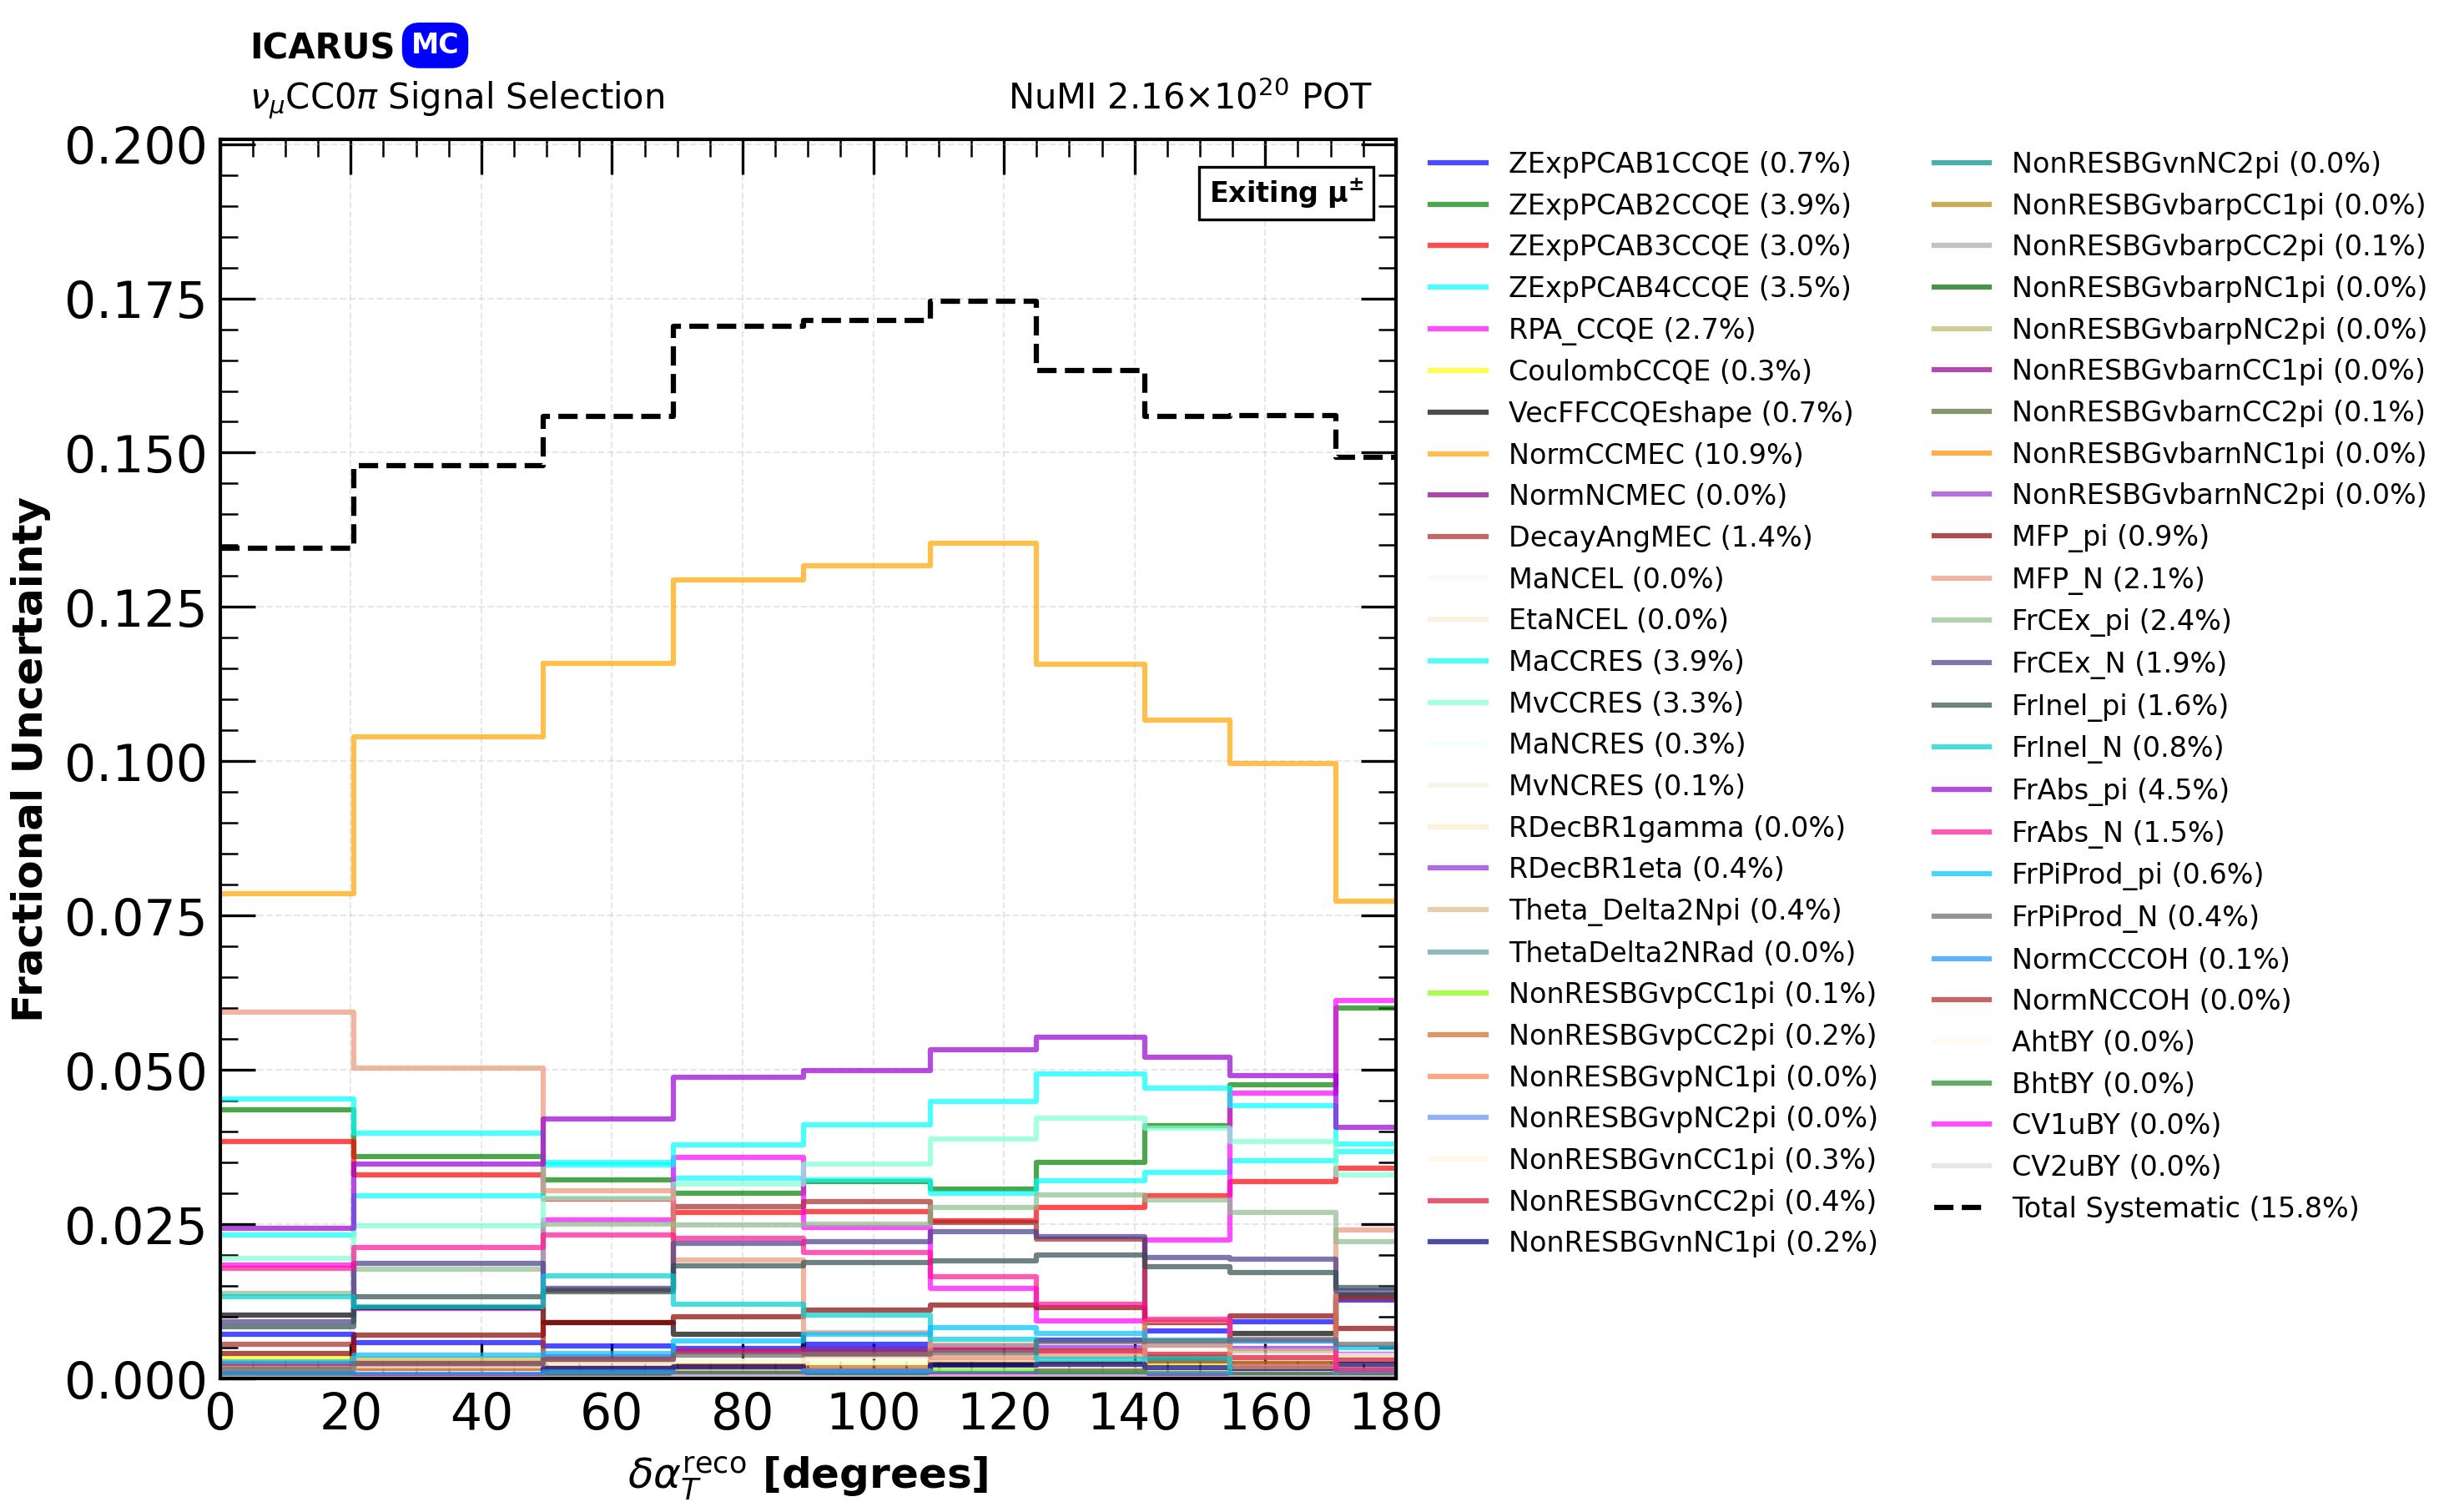 ICARUS MC
νμCC0π Signal Selection
NuMI 2.16×10²⁰ POT
Exiting μ±
Fractional Uncertainty
0.200
0.175
0.150
0.125
0.100
0.075
0.050
0.025
0.000
0 20 40 60 80 100 120 140 160 180
δα_T^reco [degrees]
ZExpPCAB1CCQE (0.7%)
ZExpPCAB2CCQE (3.9%)
ZExpPCAB3CCQE (3.0%)
ZExpPCAB4CCQE (3.5%)
RPA_CCQE (2.7%)
CoulombCCQE (0.3%)
VecFFCCQEshape (0.7%)
NormCCMEC (10.9%)
NormNCMEC (0.0%)
DecayAngMEC (1.4%)
MaNCEL (0.0%)
EtaNCEL (0.0%)
MaCCRES (3.9%)
MvCCRES (3.3%)
MaNCRES (0.3%)
MvNCRES (0.1%)
RDecBR1gamma (0.0%)
RDecBR1eta (0.4%)
Theta_Delta2Npi (0.4%)
ThetaDelta2NRad (0.0%)
NonRESBGvpCC1pi (0.1%)
NonRESBGvpCC2pi (0.2%)
NonRESBGvpNC1pi (0.0%)
NonRESBGvpNC2pi (0.0%)
NonRESBGvnCC1pi (0.3%)
NonRESBGvnCC2pi (0.4%)
NonRESBGvnNC1pi (0.2%)
NonRESBGvnNC2pi (0.0%)
NonRESBGvbarpCC1pi (0.0%)
NonRESBGvbarpCC2pi (0.1%)
NonRESBGvbarpNC1pi (0.0%)
NonRESBGvbarpNC2pi (0.0%)
NonRESBGvbarnCC1pi (0.0%)
NonRESBGvbarnCC2pi (0.1%)
NonRESBGvbarnNC1pi (0.0%)
NonRESBGvbarnNC2pi (0.0%)
MFP_pi (0.9%)
MFP_N (2.1%)
FrCEx_pi (2.4%)
FrCEx_N (1.9%)
FrInel_pi (1.6%)
FrInel_N (0.8%)
FrAbs_pi (4.5%)
FrAbs_N (1.5%)
FrPiProd_pi (0.6%)
FrPiProd_N (0.4%)
NormCCCOH (0.1%)
NormNCCOH (0.0%)
AhtBY (0.0%)
BhtBY (0.0%)
CV1uBY (0.0%)
CV2uBY (0.0%)
Total Systematic (15.8%)